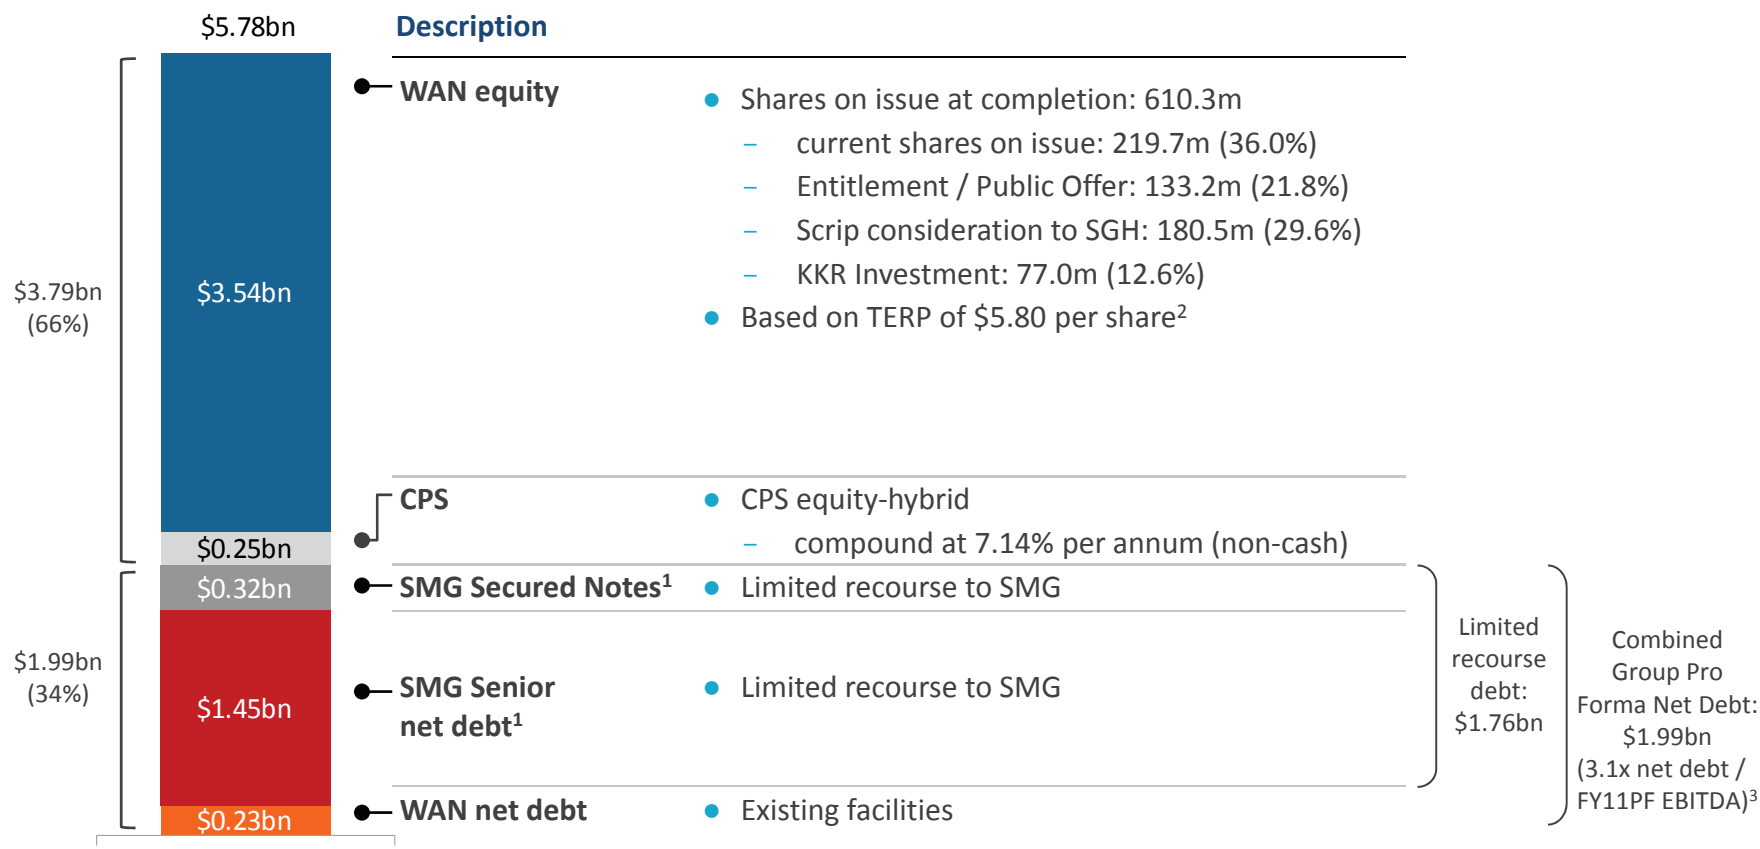 $5.78bn
Description
WAN equity
● Shares on issue at completion: 610.3m
– current shares on issue: 219.7m (36.0%)
– Entitlement / Public Offer: 133.2m (21.8%)
– Scrip consideration to SGH: 180.5m (29.6%)
– KKR Investment: 77.0m (12.6%)
● Based on TERP of $5.80 per share²
$3.79bn
(66%)
$3.54bn
CPS
● CPS equity-hybrid
– compound at 7.14% per annum (non-cash)
$0.25bn
$0.32bn
SMG Secured Notes¹
● Limited recourse to SMG
$1.99bn
(34%)
$1.45bn
SMG Senior
net debt¹
● Limited recourse to SMG
$0.23bn
WAN net debt
● Existing facilities
Limited
recourse
debt:
$1.76bn
Combined
Group Pro
Forma Net Debt:
$1.99bn
(3.1x net debt /
FY11PF EBITDA)³